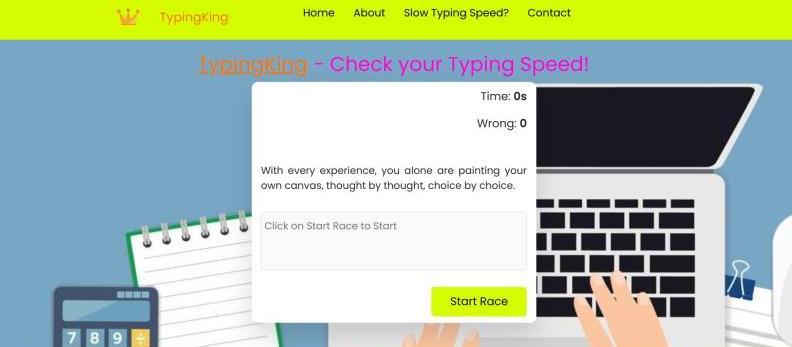 TypingKing
Home About Slow Typing Speed? Contact
TypingKing - Check your Typing Speed!
Time: 0s
Wrong: 0
With every experience, you alone are painting your
own canvas, thought by thought, choice by choice.
Click on Start Race to Start
Start Race
7 8 9 ÷